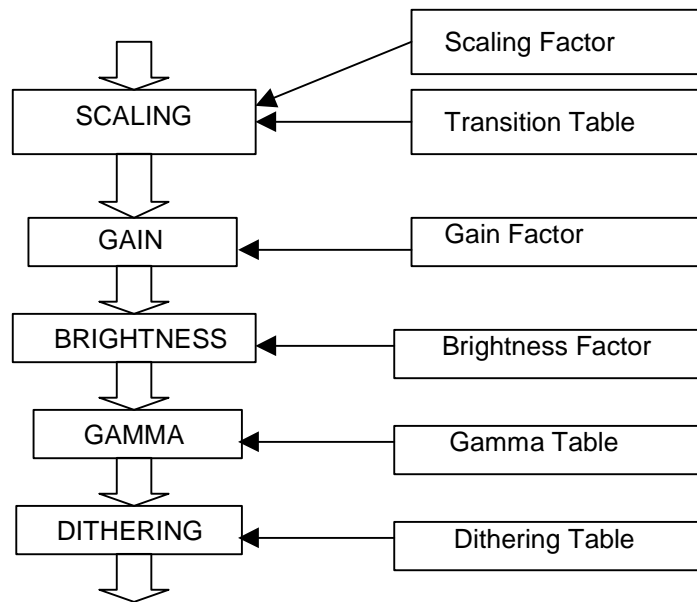 Scaling Factor
SCALING
Transition Table
GAIN
Gain Factor
BRIGHTNESS
Brightness Factor
GAMMA
Gamma Table
DITHERING
Dithering Table